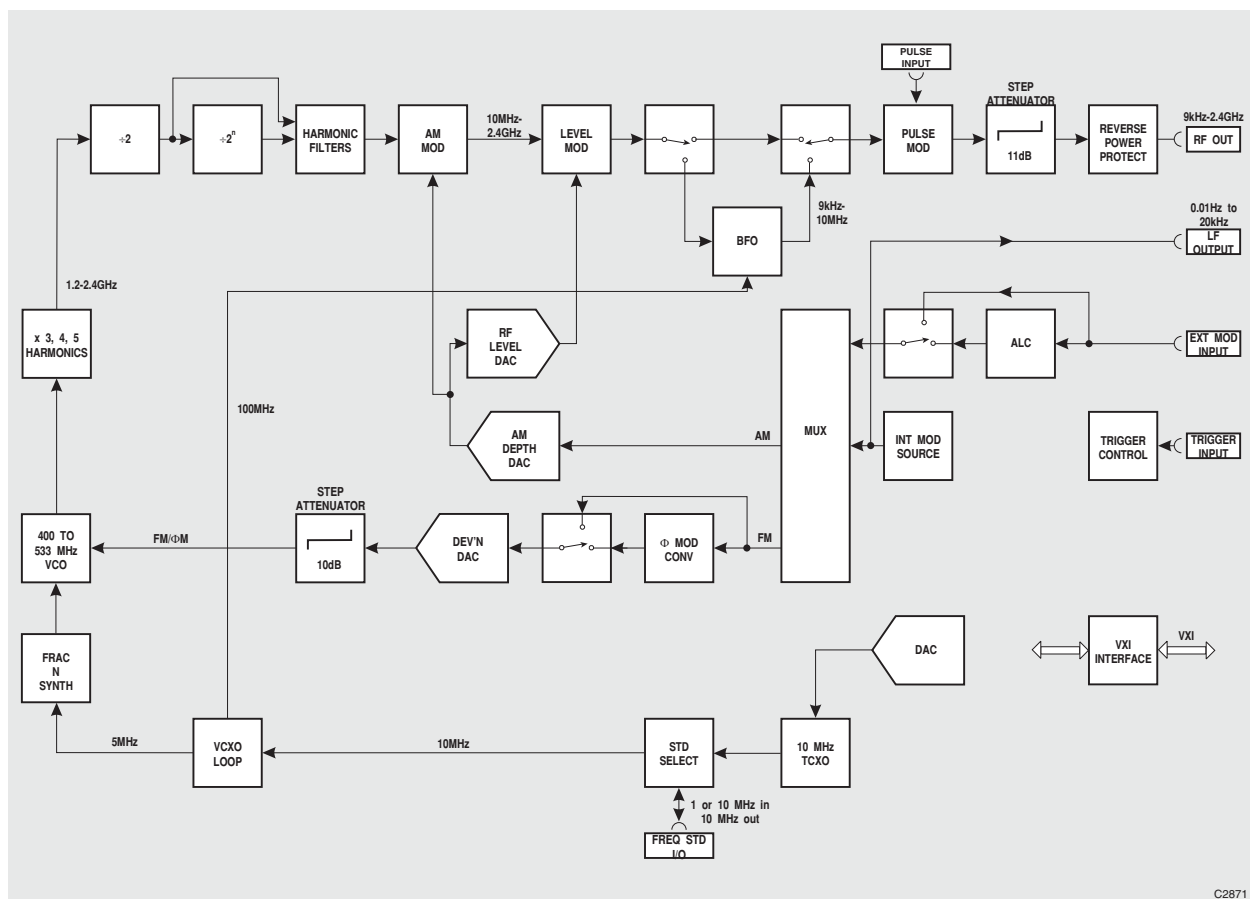 PULSE
INPUT
STEP
ATTENUATOR
÷2
÷2ⁿ
HARMONIC
FILTERS
AM
MOD
10MHz-
2.4GHz
LEVEL
MOD
PULSE
MOD
11dB
REVERSE
POWER
PROTECT
9kHz-2.4GHz
RF OUT
9kHz-
10MHz
BFO
0.01Hz to
20kHz
LF
OUTPUT
1.2-2.4GHz
x 3, 4, 5
HARMONICS
RF
LEVEL
DAC
ALC
EXT MOD
INPUT
100MHz
AM
DEPTH
DAC
AM
MUX
INT MOD
SOURCE
TRIGGER
CONTROL
TRIGGER
INPUT
STEP
ATTENUATOR
400 TO
533 MHz
VCO
FM/ΦM
10dB
DEV'N
DAC
Φ MOD
CONV
FM
FRAC
N
SYNTH
DAC
VXI
INTERFACE
VXI
5MHz
VCXO
LOOP
10MHz
STD
SELECT
10 MHz
TCXO
1 or 10 MHz in
10 MHz out
FREQ STD
I/O
C2871